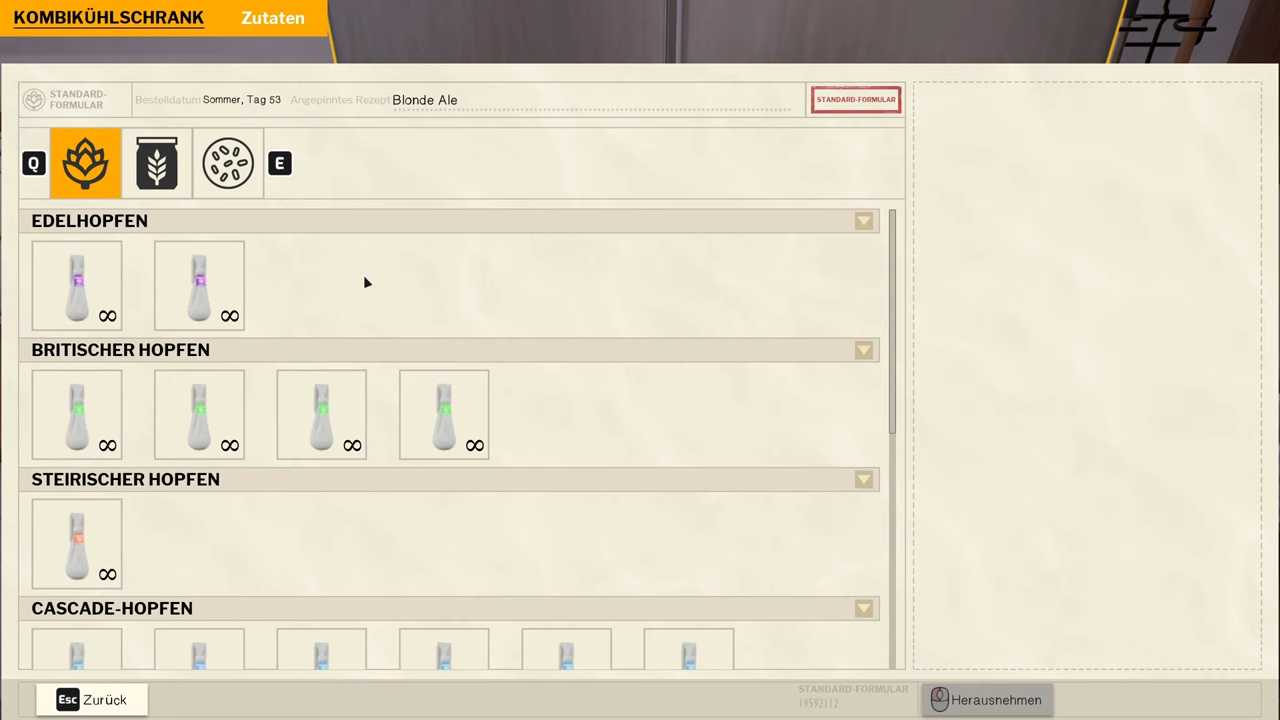 KOMBIKÜHLSCHRANK Zutaten
STANDARD-
FORMULAR
Bestelldatum Sommer, Tag 53 Angepinntes Rezept Blonde Ale
STANDARD-FORMULAR
Q E
EDELHOPFEN
∞ ∞
BRITISCHER HOPFEN
∞ ∞ ∞ ∞
STEIRISCHER HOPFEN
∞
CASCADE-HOPFEN
Esc Zurück
STANDARD-FORMULAR
19592112
Herausnehmen